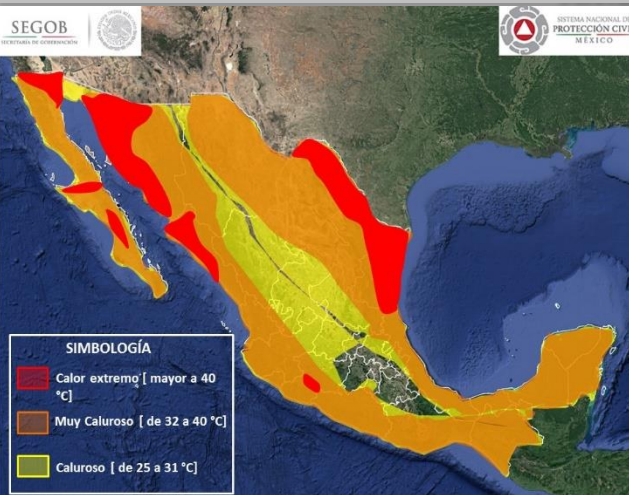 SEGOB
SECRETARÍA DE GOBERNACIÓN
SISTEMA NACIONAL DE
PROTECCIÓN CIVIL
MÉXICO
SIMBOLOGÍA
Calor extremo [ mayor a 40
°C]
Muy Caluroso [ de 32 a 40 °C]
Caluroso [ de 25 a 31 °C]